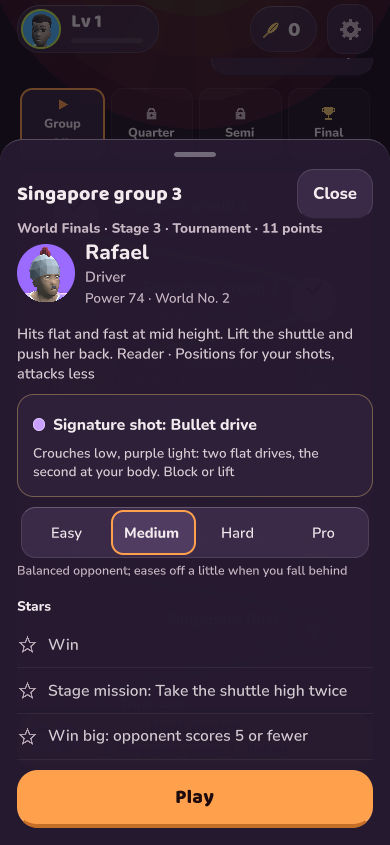 Lv 1
0
Group
Quarter
Semi
Final
Singapore group 3
Close
World Finals · Stage 3 · Tournament · 11 points
Rafael
Driver
Power 74 · World No. 2
Hits flat and fast at mid height. Lift the shuttle and
push her back. Reader · Positions for your shots,
attacks less
Signature shot: Bullet drive
Crouches low, purple light: two flat drives, the
second at your body. Block or lift
Easy
Medium
Hard
Pro
Balanced opponent; eases off a little when you fall behind
Stars
Win
Stage mission: Take the shuttle high twice
Win big: opponent scores 5 or fewer
Play